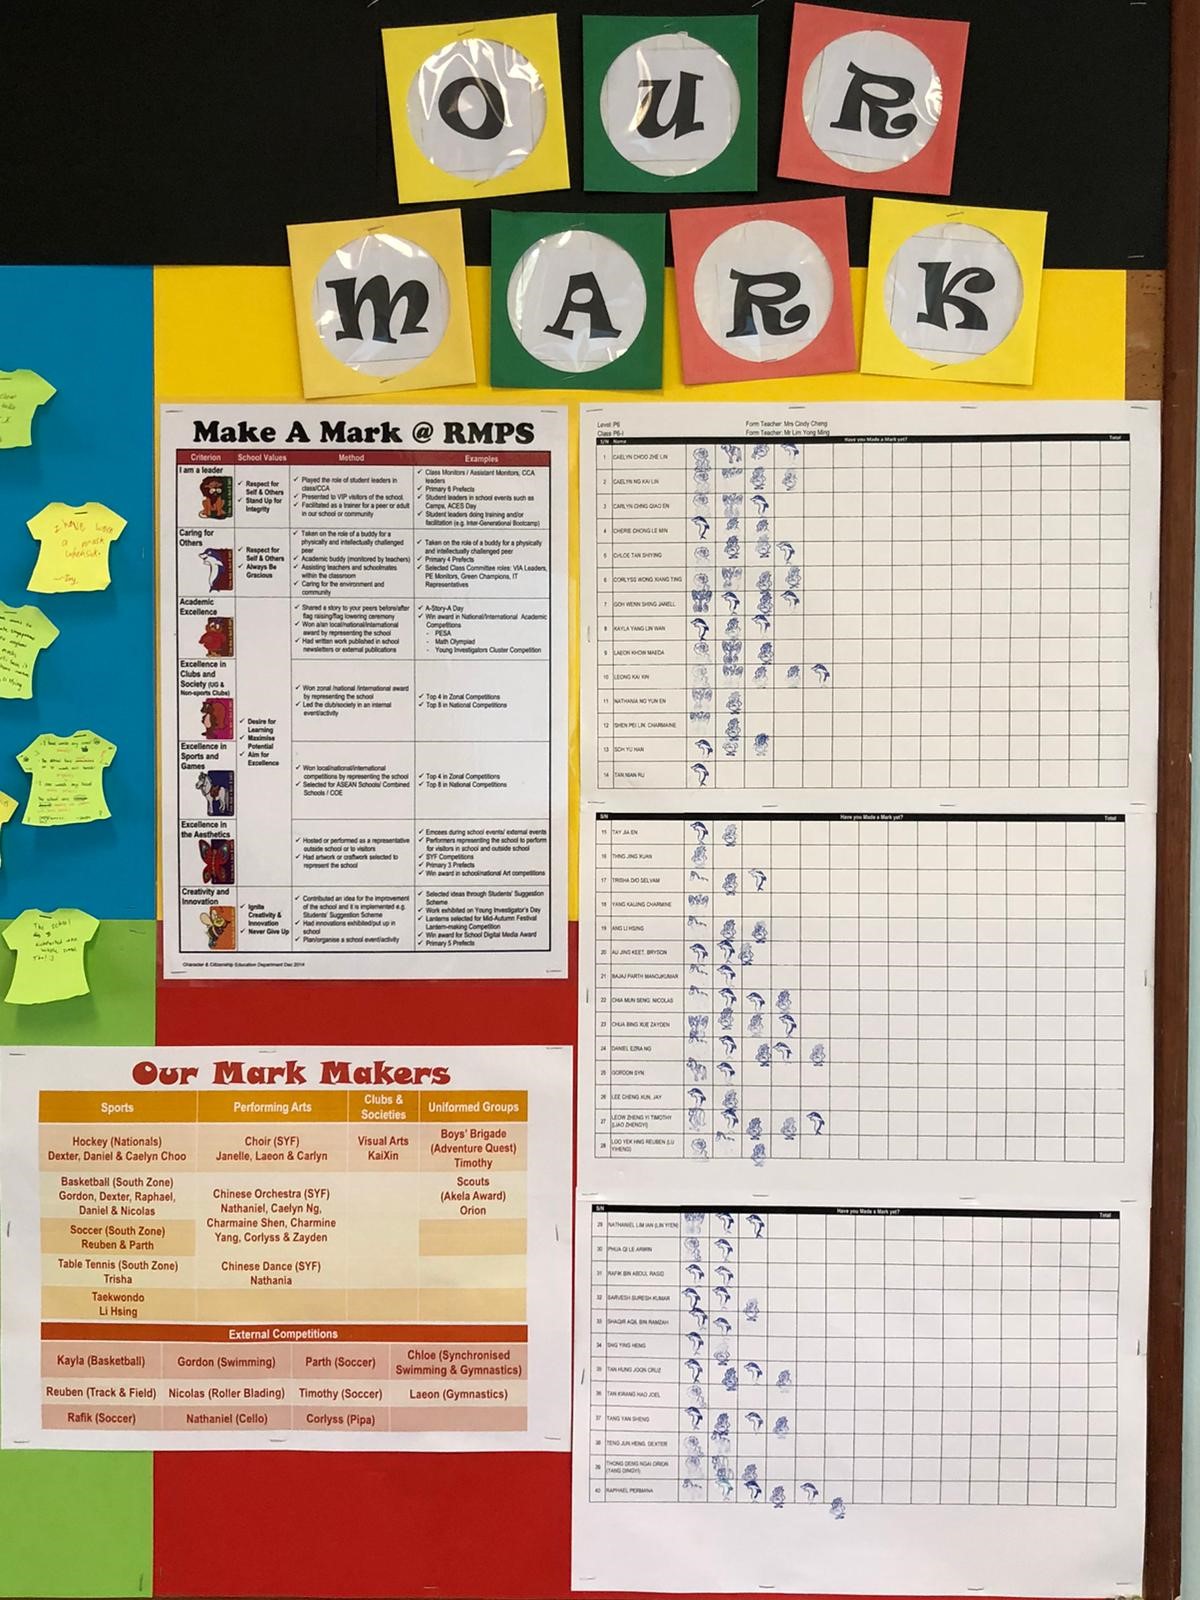 OUR
MARK
Make A Mark @ RMPS
Criterion School Values Method Examples
I am a leader
✓ Respect for Self & Others
✓ Stand Up for Integrity
✓ Played the role of student leaders in class/CCA
✓ Presented to VIP visitors of the school.
✓ Facilitated as a trainer for a peer or adult in our school or community
✓ Class Monitors / Assistant Monitors, CCA leaders
✓ Primary 6 Prefects
✓ Student leaders in school events such as Camps, ACES Day
✓ Student leaders doing training and/or facilitation (e.g. Inter-Generational Bootcamp)
Caring for Others
✓ Respect for Self & Others
✓ Always Be Gracious
✓ Taken on the role of a buddy for a physically and intellectually challenged peer
✓ Academic buddy (monitored by teachers)
✓ Assisting teachers and schoolmates within the classroom
✓ Caring for the environment and community
✓ Taken on the role of a buddy for a physically and intellectually challenged peer
✓ Primary 4 Prefects
✓ Selected Class Committee roles: VIA Leaders, PE Monitors, Green Champions, IT Representatives
Academic Excellence
✓ Shared a story to your peers before/after flag raising/flag lowering ceremony
✓ Won a/an local/national/international award by representing the school
✓ Had written work published in school newsletters or external publications
✓ A-Story-A Day
✓ Win award in National/International Academic Competitions
- PESA
- Math Olympiad
- Young Investigators Cluster Competition
Excellence in Clubs and Society (UG & Non-sports Clubs)
✓ Desire for Learning
✓ Maximise Potential
✓ Aim for Excellence
✓ Won zonal /national /international award by representing the school
✓ Led the club/society in an internal event/activity
✓ Top 4 in Zonal Competitions
✓ Top 8 in National Competitions
Excellence in Sports and Games
✓ Won local/national/international competitions by representing the school
✓ Selected for ASEAN Schools/ Combined Schools / COE
✓ Top 4 in Zonal Competitions
✓ Top 8 in National Competitions
Excellence in the Aesthetics
✓ Hosted or performed as a representative outside school or to visitors
✓ Had artwork or craftwork selected to represent the school
✓ Emcees during school events/ external events
✓ Performers representing the school to perform for visitors in school and outside school
✓ SYF Competitions
✓ Primary 3 Prefects
✓ Win award in school/national Art competitions
Creativity and Innovation
✓ Ignite Creativity & Innovation
✓ Never Give Up
✓ Contributed an idea for the improvement of the school and it is implemented e.g. Students' Suggestion Scheme
✓ Had innovations exhibited/put up in school
✓ Plan/organise a school event/activity
✓ Selected ideas through Students' Suggestion Scheme
✓ Work exhibited on Young Investigator's Day
✓ Lanterns selected for Mid-Autumn Festival Lantern-making Competition
✓ Win award for School Digital Media Award
✓ Primary 5 Prefects
Character & Citizenship Education Department Dec 2014
Level: P6 Form Teacher: Mrs Cindy Cheng
Class: P6-I Form Teacher: Mr Lim Yong Ming
S/N Name Have you Made a Mark yet? Total
1 CAELYN CHOO ZHE LIN
2 CAELYN NG KAI LIN
3 CARLYN CHNG QIAO EN
4 CHERIE CHONG LE MIN
5 CHLOE TAN SHIYING
6 CORLYSS WONG XIANG TING
7 GOH WENN SHING JANELL
8 KAYLA YANG LIN WAN
9 LAEON KHOW MAEDA
10 LEONG KAI XIN
11 NATHANIA NG YUN EN
12 SHEN PEI LIN, CHARMAINE
13 SOH YU HAN
14 TAN NIAN RU
S/N Have you Made a Mark yet? Total
15 TAY JIA EN
16 THNG JING XUAN
17 TRISHA D/O SELVAM
18 YANG KAIJING CHARMINE
19 ANG LI HSING
20 AU JING KEET, BRYSON
21 BAJAJ PARTH MANOJKUMAR
22 CHIA MUN SENG, NICOLAS
23 CHUA BING XUE ZAYDEN
24 DANIEL EZRA NG
25 GORDON SYN
26 LEE CHENG XUN, JAY
27 LEOW ZHENG YI TIMOTHY (LIAO ZHENGYI)
28 LOO YEK HNG REUBEN (LU YIHENG)
S/N Have you Made a Mark yet? Total
29 NATHANIEL LIM IAN (LIN YI'EN)
30 PHUA QI LE ARWIN
31 RAFIK BIN ABDUL RASID
32 SARVESH SURESH KUMAR
33 SHAQIR AQIL BIN RAMZAH
34 SNG YING HENG
35 TAN HUNG JOON CRUZ
36 TAN KWANG HAO JOEL
37 TANG YAN SHENG
38 TENG JUN HENG, DEXTER
39 THONG DENG NGAI ORION (TANG DINGYI)
40 RAPHAEL PERMANA
Our Mark Makers
Sports Performing Arts Clubs & Societies Uniformed Groups
Hockey (Nationals)
Dexter, Daniel & Caelyn Choo
Choir (SYF)
Janelle, Laeon & Carlyn
Visual Arts
KaiXin
Boys' Brigade
(Adventure Quest)
Timothy
Basketball (South Zone)
Gordon, Dexter, Raphael,
Daniel & Nicolas
Chinese Orchestra (SYF)
Nathaniel, Caelyn Ng,
Charmaine Shen, Charmine
Yang, Corlyss & Zayden
Scouts
(Akela Award)
Orion
Soccer (South Zone)
Reuben & Parth
Table Tennis (South Zone)
Trisha
Chinese Dance (SYF)
Nathania
Taekwondo
Li Hsing
External Competitions
Kayla (Basketball) Gordon (Swimming) Parth (Soccer) Chloe (Synchronised Swimming & Gymnastics)
Reuben (Track & Field) Nicolas (Roller Blading) Timothy (Soccer) Laeon (Gymnastics)
Rafik (Soccer) Nathaniel (Cello) Corlyss (Pipa)